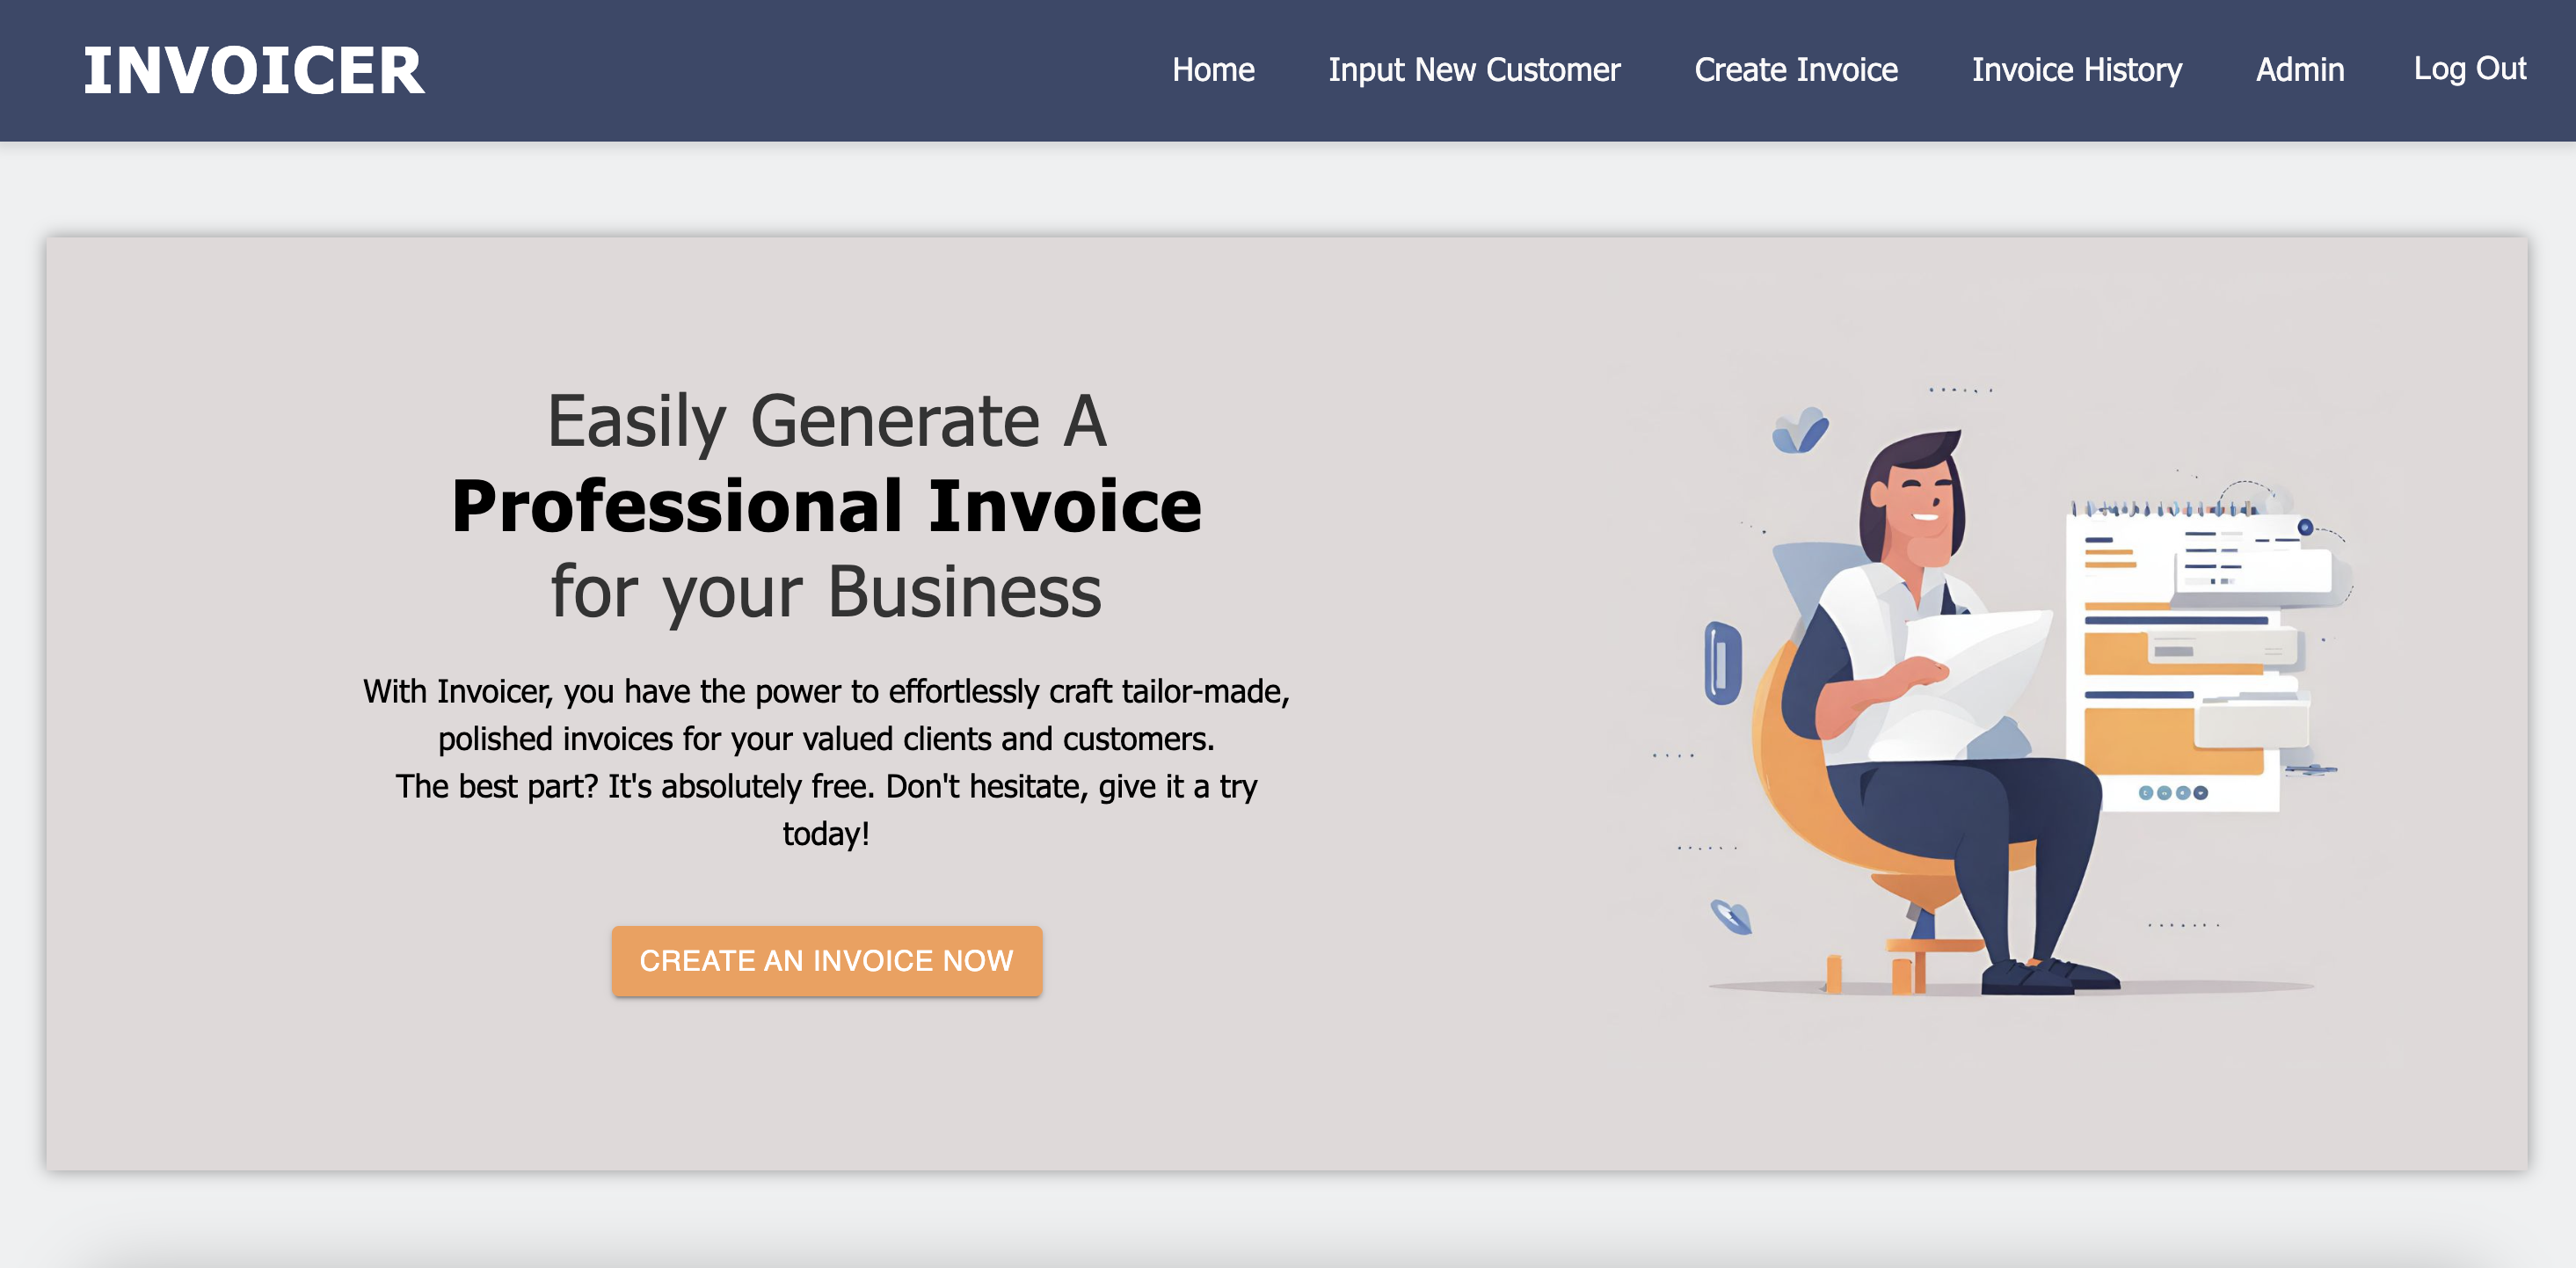 INVOICER
Home
Input New Customer
Create Invoice
Invoice History
Admin
Log Out
Easily Generate A
Professional Invoice
for your Business
With Invoicer, you have the power to effortlessly craft tailor-made,
polished invoices for your valued clients and customers.
The best part? It's absolutely free. Don't hesitate, give it a try
today!
CREATE AN INVOICE NOW